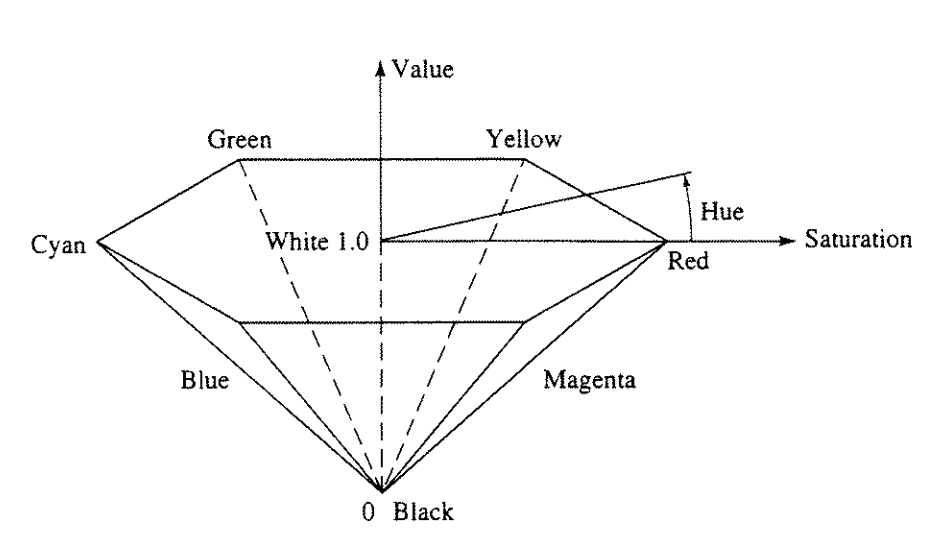 Value
Green
Yellow
Hue
Cyan
White 1.0
Saturation
Red
Blue
Magenta
0 Black